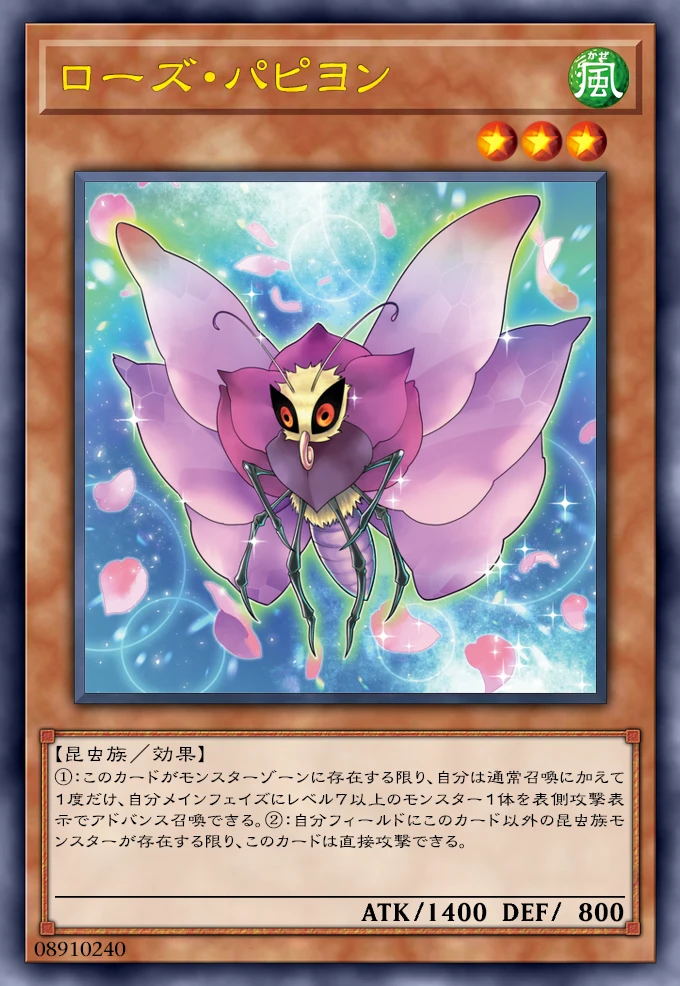 ローズ・パピヨン
かぜ
風
【昆虫族／効果】
①：このカードがモンスターゾーンに存在する限り、自分は通常召喚に加えて
１度だけ、自分メインフェイズにレベル７以上のモンスター１体を表側攻撃表
示でアドバンス召喚できる。②：自分フィールドにこのカード以外の昆虫族モ
ンスターが存在する限り、このカードは直接攻撃できる。
ATK/1400 DEF/ 800
08910240